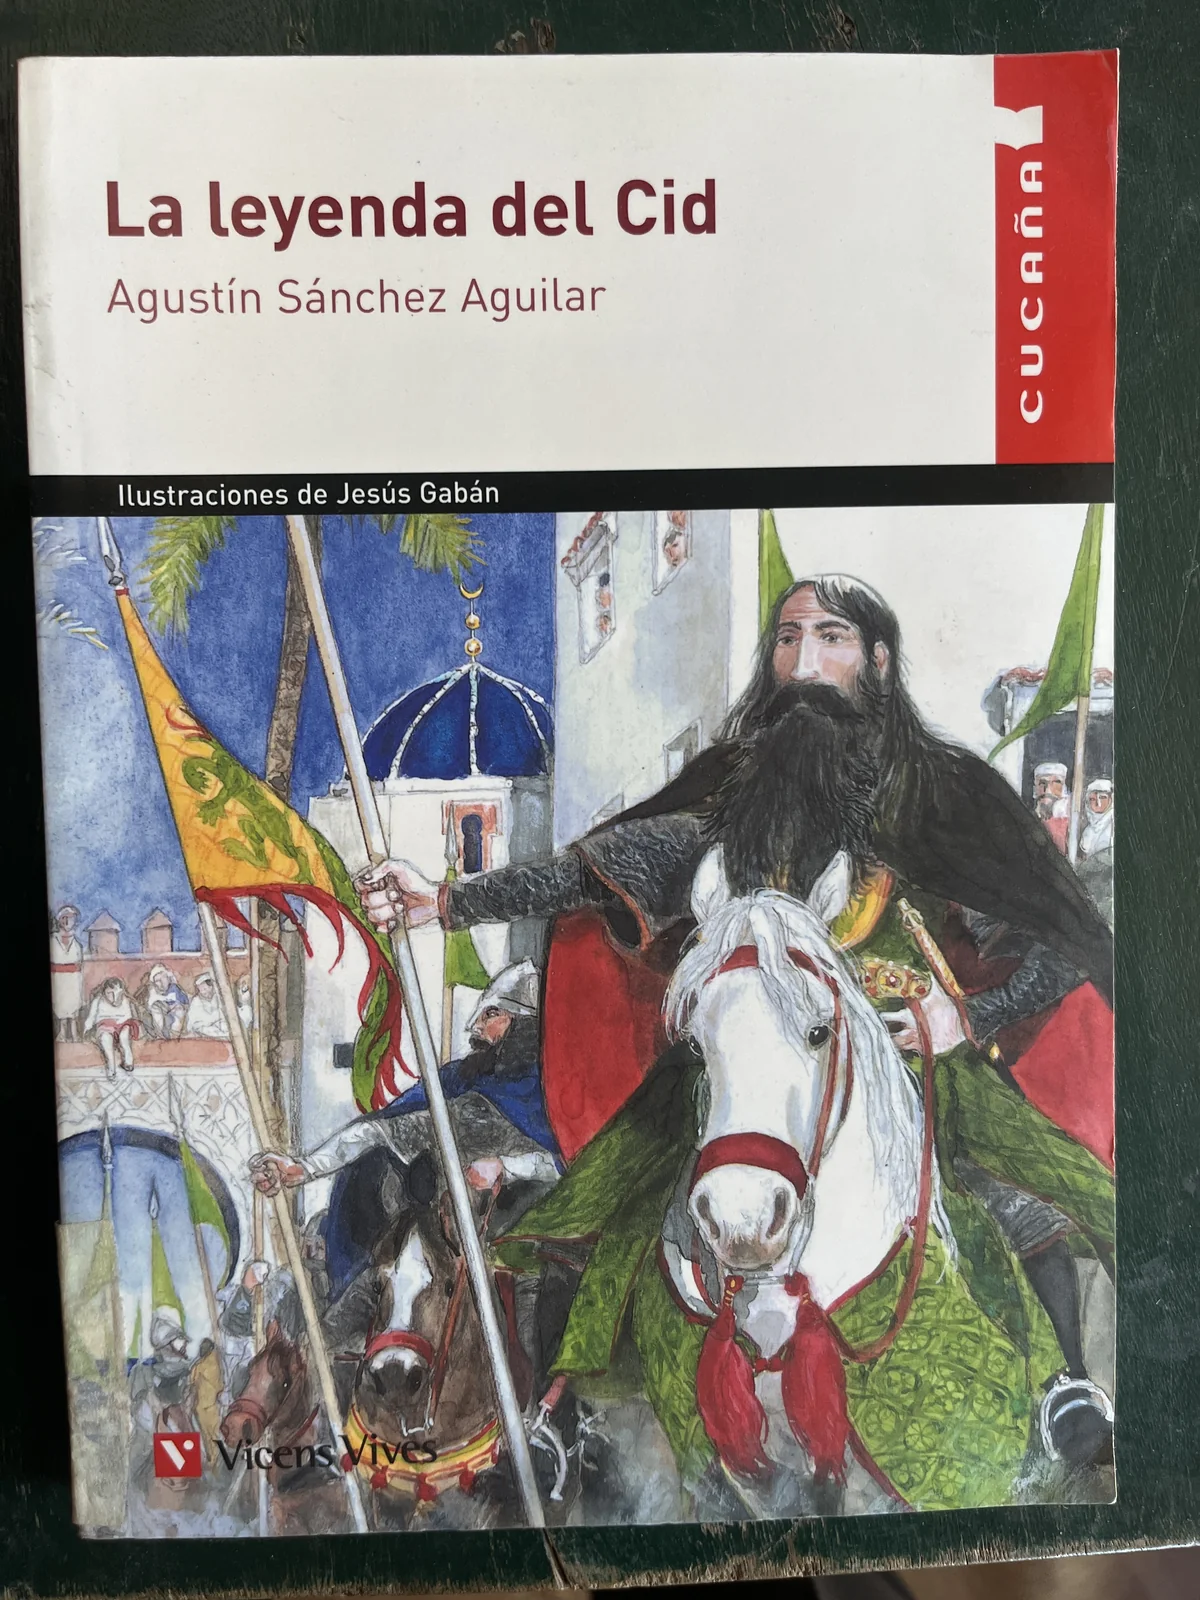 La leyenda del Cid
Agustín Sánchez Aguilar
CUCAÑA
Ilustraciones de Jesús Gabán
Vicens Vives